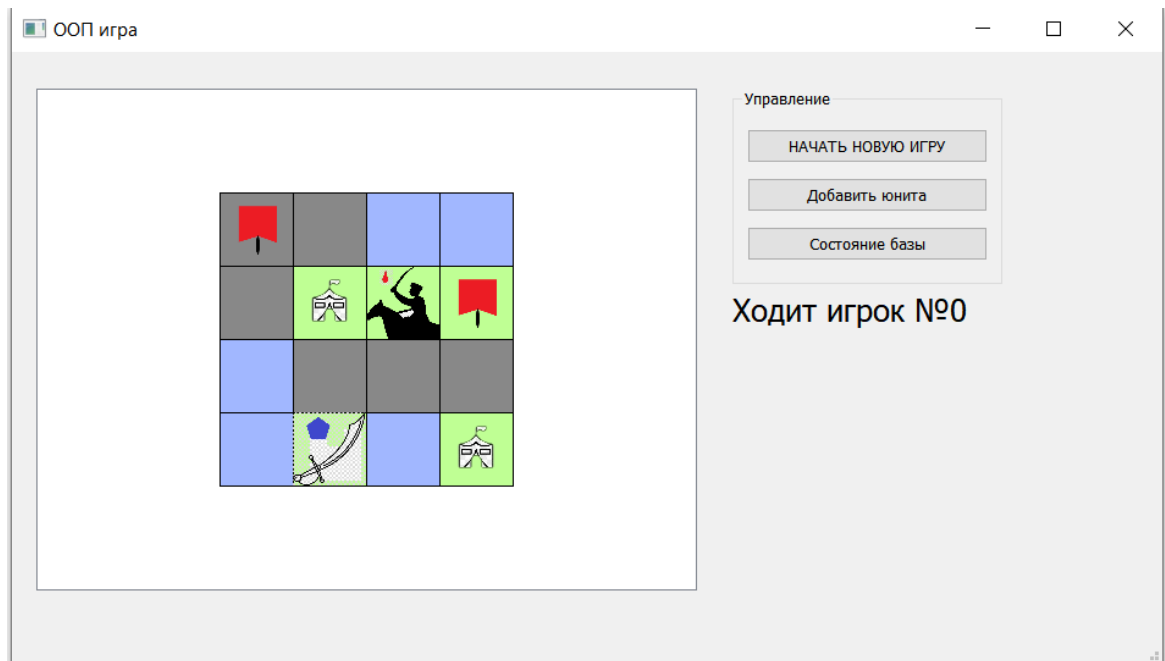 ООП игра
Управление
НАЧАТЬ НОВУЮ ИГРУ
Добавить юнита
Состояние базы
Ходит игрок №0